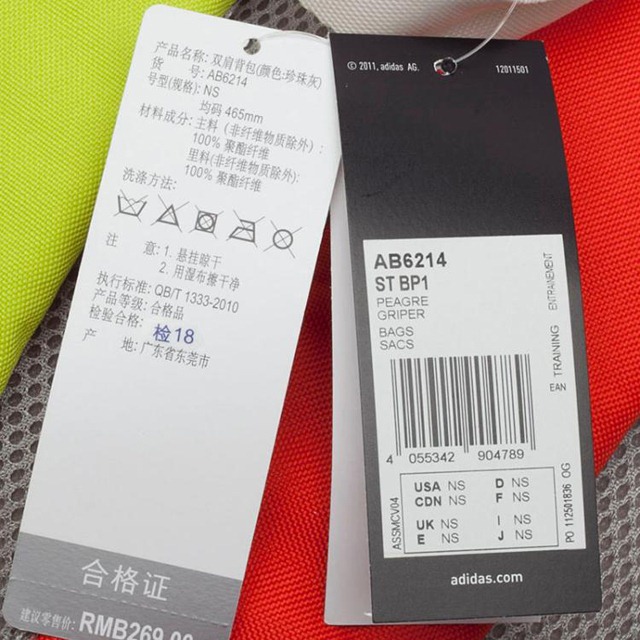 产品名称: 双肩背包(颜色:珍珠灰)
货 号: AB6214
号型(规格): NS
均码 465mm
材料成分: 主料 (非纤维物质除外):
100% 聚酯纤维
里料(非纤维物质除外):
100% 聚酯纤维
洗涤方法:
注 意: 1. 悬挂晾干
2. 用湿布擦干净
执行标准: QB/T 1333-2010
产品等级: 合格品
检验合格: 检18
产 地: 广东省东莞市
合格证
建议零售价: RMB269.00
© 2011, adidas AG. 12011501
AB6214
ST BP1
PEAGRE
GRIPER
BAGS
SACS
EAN TRAINING ENTRAINEMENT
4 055342 904789
ASSMCV04
USA NS D NS
CDN NS F NS
UK NS I NS
E NS J NS
PO 112501836 OG
adidas.com